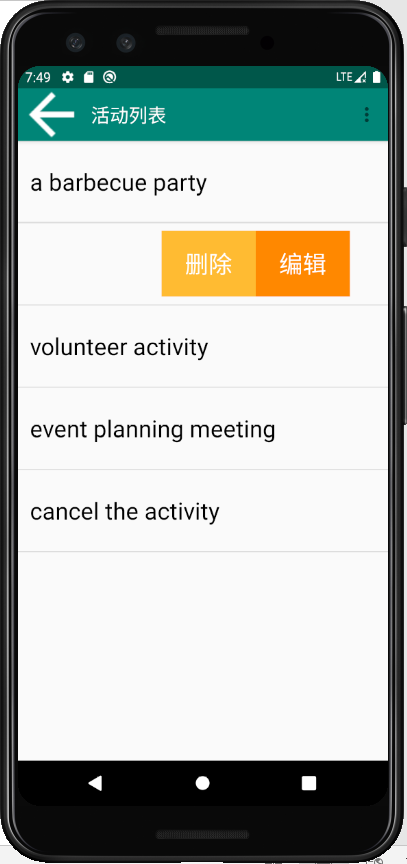 7:49 LTE
活动列表
a barbecue party
删除 编辑
volunteer activity
event planning meeting
cancel the activity